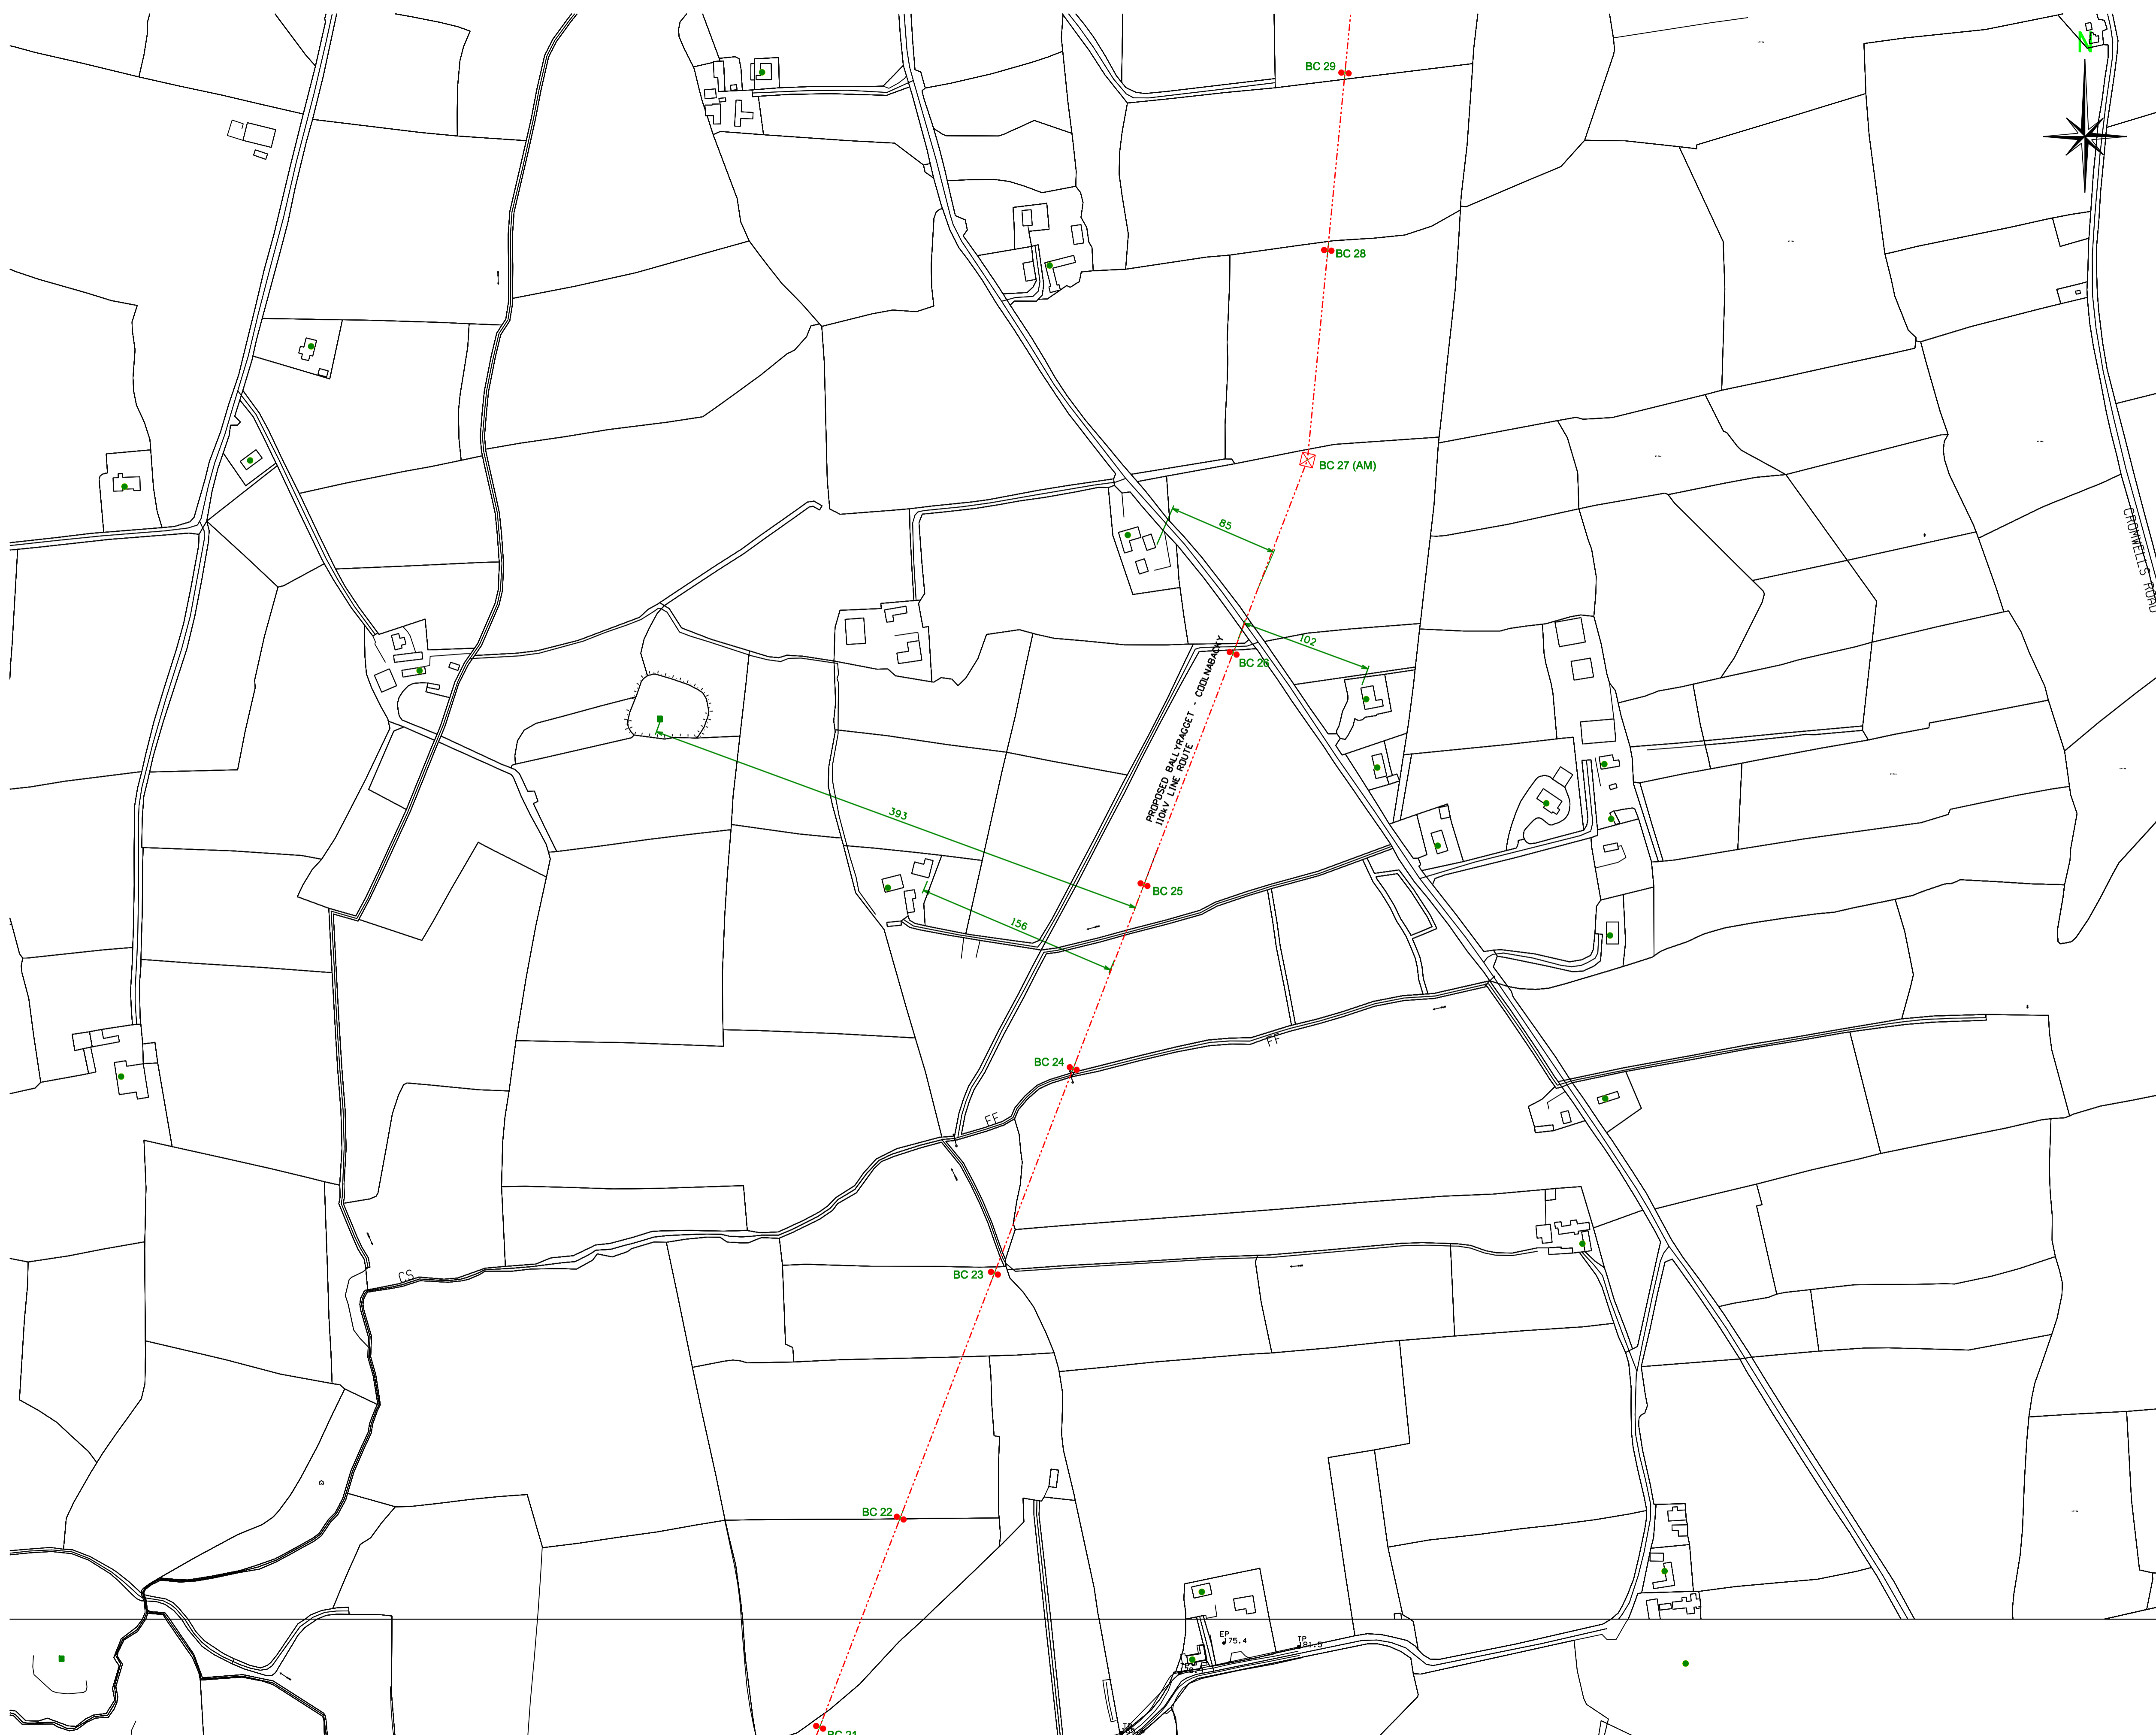 N
BC 29
BC 28
BC 27 (AM)
85
CROMWELLS ROAD
102
BC 26
PROPOSED BALLYRAGGET - COOLNABACKY
110kV LINE ROUTE
393
BC 25
156
FF
BC 24
FF
BC 23
CS
BC 22
EP
175.4
TP
181.5
BC 21